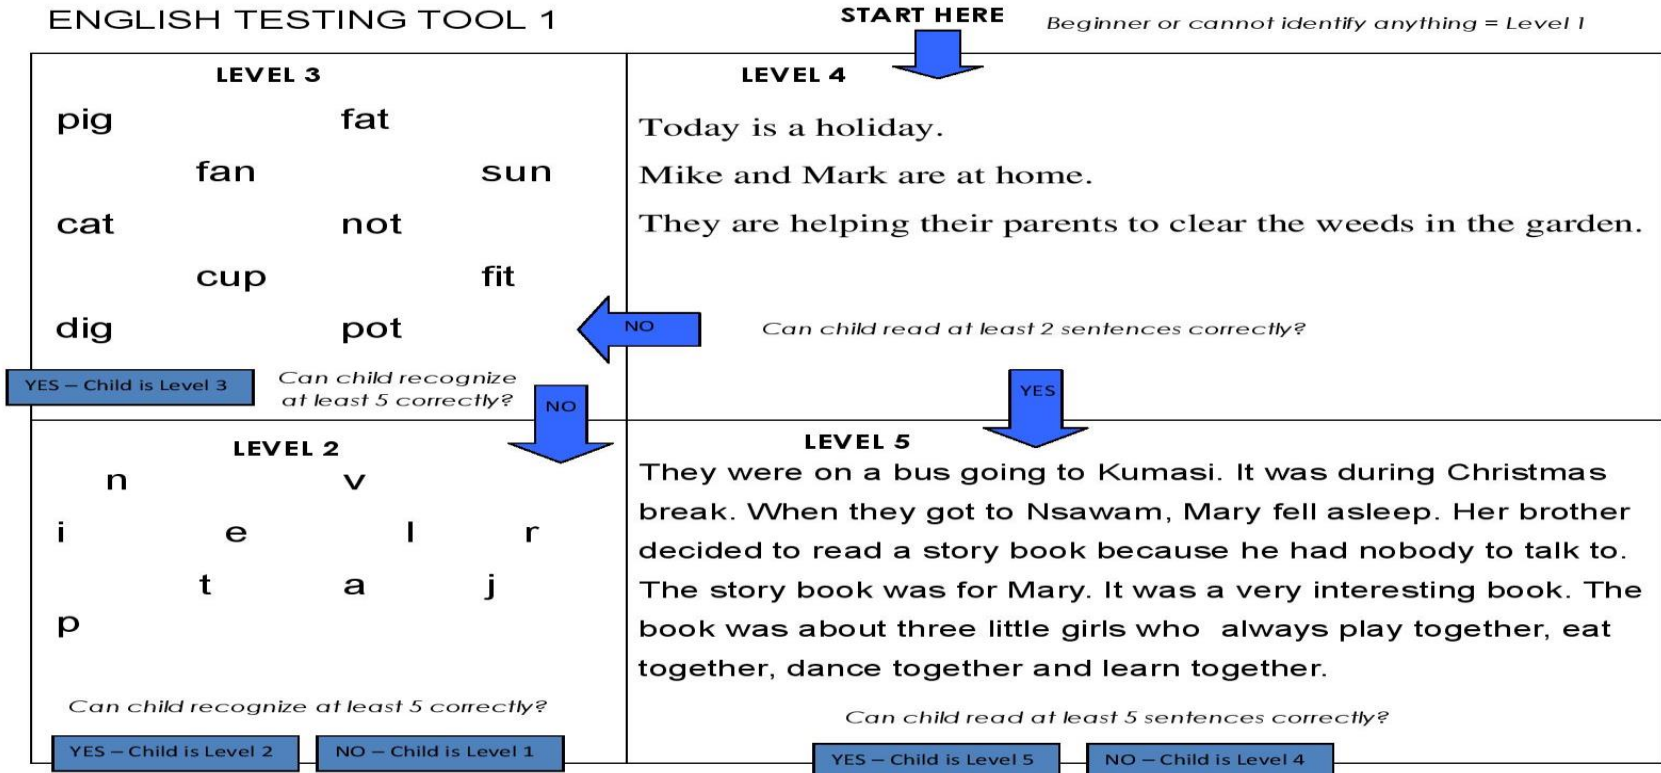 ENGLISH TESTING TOOL 1
START HERE
Beginner or cannot identify anything = Level 1
LEVEL 3
pig fat
fan sun
cat not
cup fit
dig pot
YES – Child is Level 3
Can child recognize
at least 5 correctly?
NO
LEVEL 4
Today is a holiday.
Mike and Mark are at home.
They are helping their parents to clear the weeds in the garden.
NO
Can child read at least 2 sentences correctly?
YES
LEVEL 2
n v
i e l r
t a j
p
Can child recognize at least 5 correctly?
YES – Child is Level 2
NO – Child is Level 1
LEVEL 5
They were on a bus going to Kumasi. It was during Christmas
break. When they got to Nsawam, Mary fell asleep. Her brother
decided to read a story book because he had nobody to talk to.
The story book was for Mary. It was a very interesting book. The
book was about three little girls who always play together, eat
together, dance together and learn together.
Can child read at least 5 sentences correctly?
YES – Child is Level 5
NO – Child is Level 4